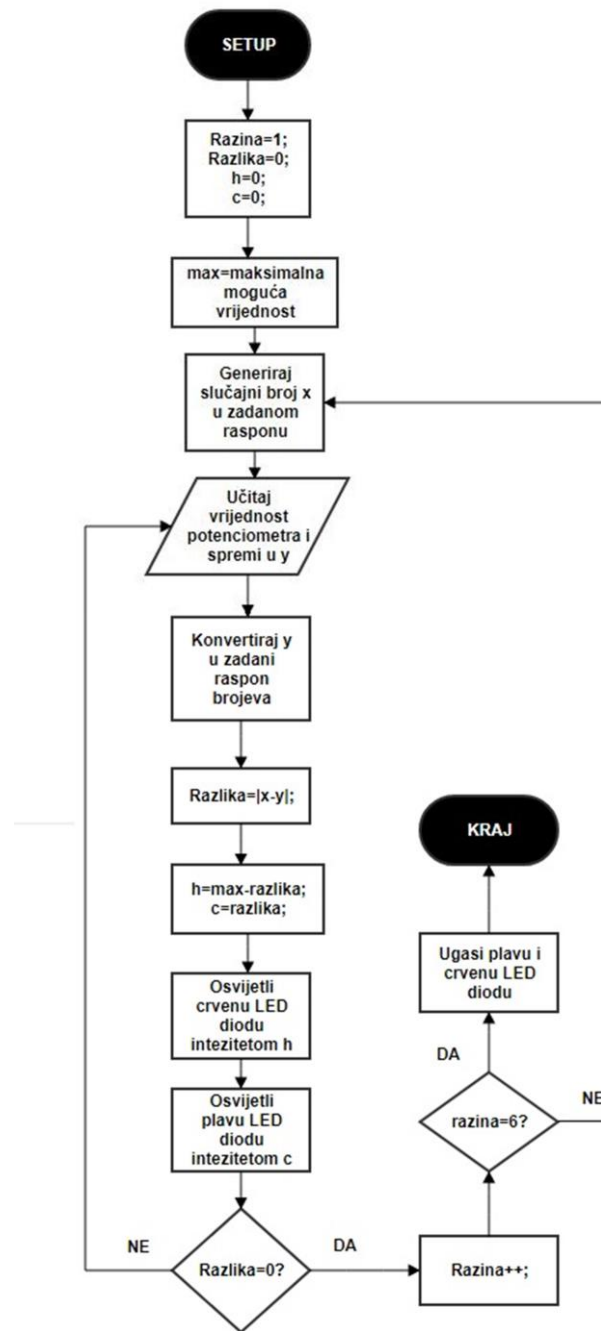 SETUP
Razina=1;
Razlika=0;
h=0;
c=0;
max=maksimalna
moguća
vrijednost
Generiraj
slučajni broj x
u zadanom
rasponu
Učitaj
vrijednost
potenciometra i
spremi u y
Konvertiraj y
u zadani
raspon
brojeva
Razlika=|x-y|;
h=max-razlika;
c=razlika;
Osvijetli
crvenu LED
diodu
intezitetom h
Osvijetli
plavu LED
diodu
intezitetom c
Razlika=0?
NE
DA
Razina++;
razina=6?
NE
DA
Ugasi plavu i
crvenu LED
diodu
KRAJ